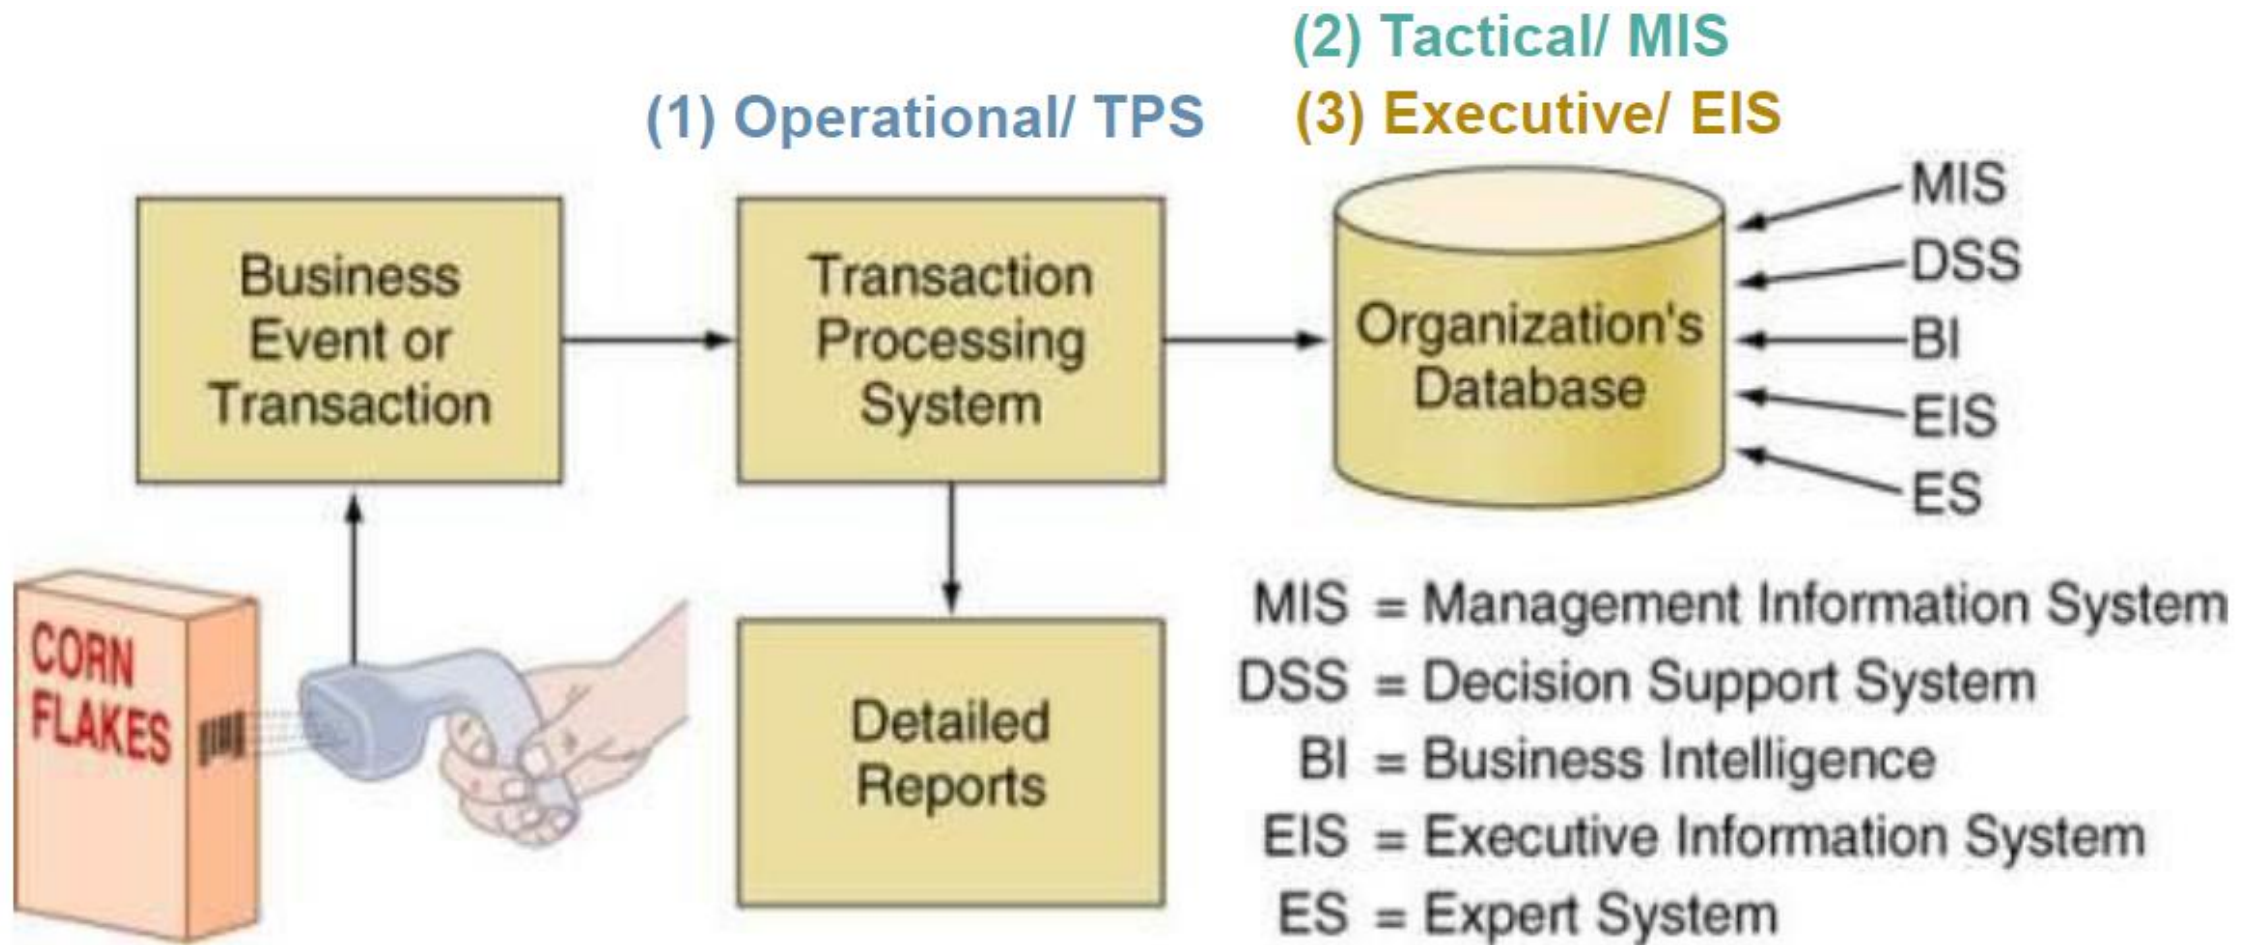 (2) Tactical/ MIS
(1) Operational/ TPS
(3) Executive/ EIS
Business
Event or
Transaction
Transaction
Processing
System
Organization's
Database
MIS
DSS
BI
EIS
ES
CORN
FLAKES
Detailed
Reports
MIS = Management Information System
DSS = Decision Support System
BI = Business Intelligence
EIS = Executive Information System
ES = Expert System